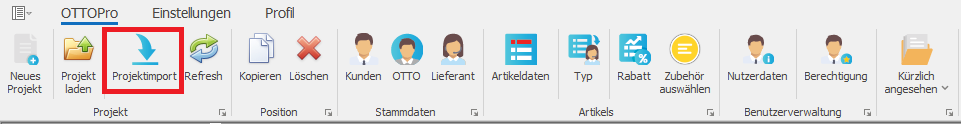 OTTOPro Einstellungen Profil
Neues Projekt Projektimport Refresh Kopieren Löschen Kunden OTTO Lieferant Artikeldaten Typ Rabatt Zubehör Nutzerdaten Berechtigung Kürzlich
Projekt laden auswählen angesehen
Projekt Position Stammdaten Artikels Benutzerverwaltung